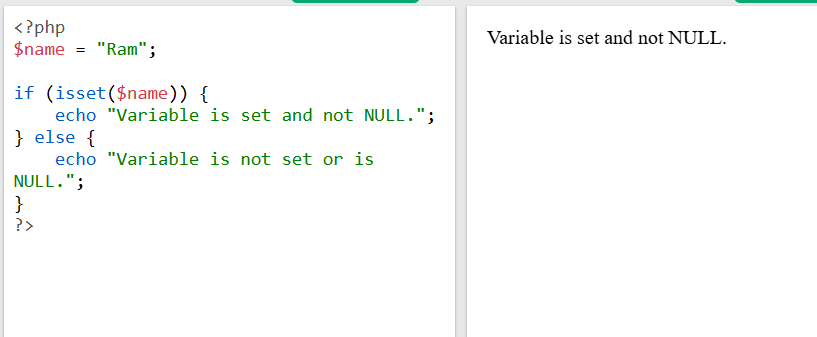 <?php
$name = "Ram";
if (isset($name)) {
    echo "Variable is set and not NULL.";
} else {
    echo "Variable is not set or is
NULL.";
}
?>
Variable is set and not NULL.